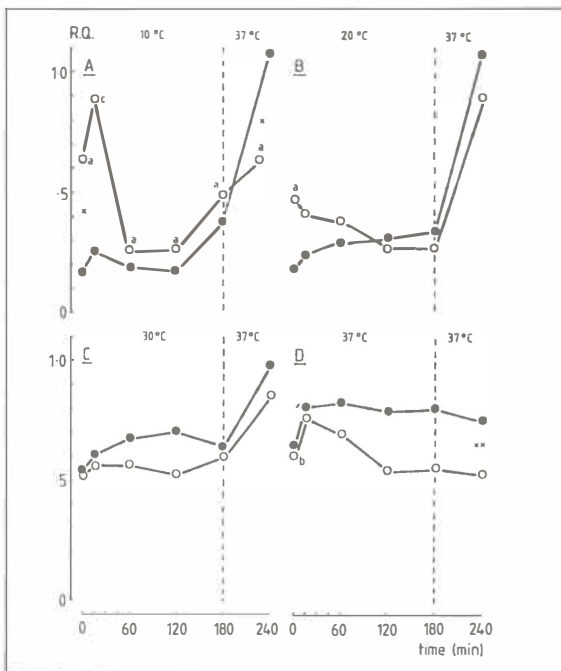 R.Q. 10 °C 37 °C 20 °C 37 °C
1·0 A B
c
a a
x a a x
·5
a a
0
30 °C 37 °C 37 °C 37 °C
1·0 C D
xx
b
0·5
0
0 60 120 180 240 0 60 120 180 240
time (min)